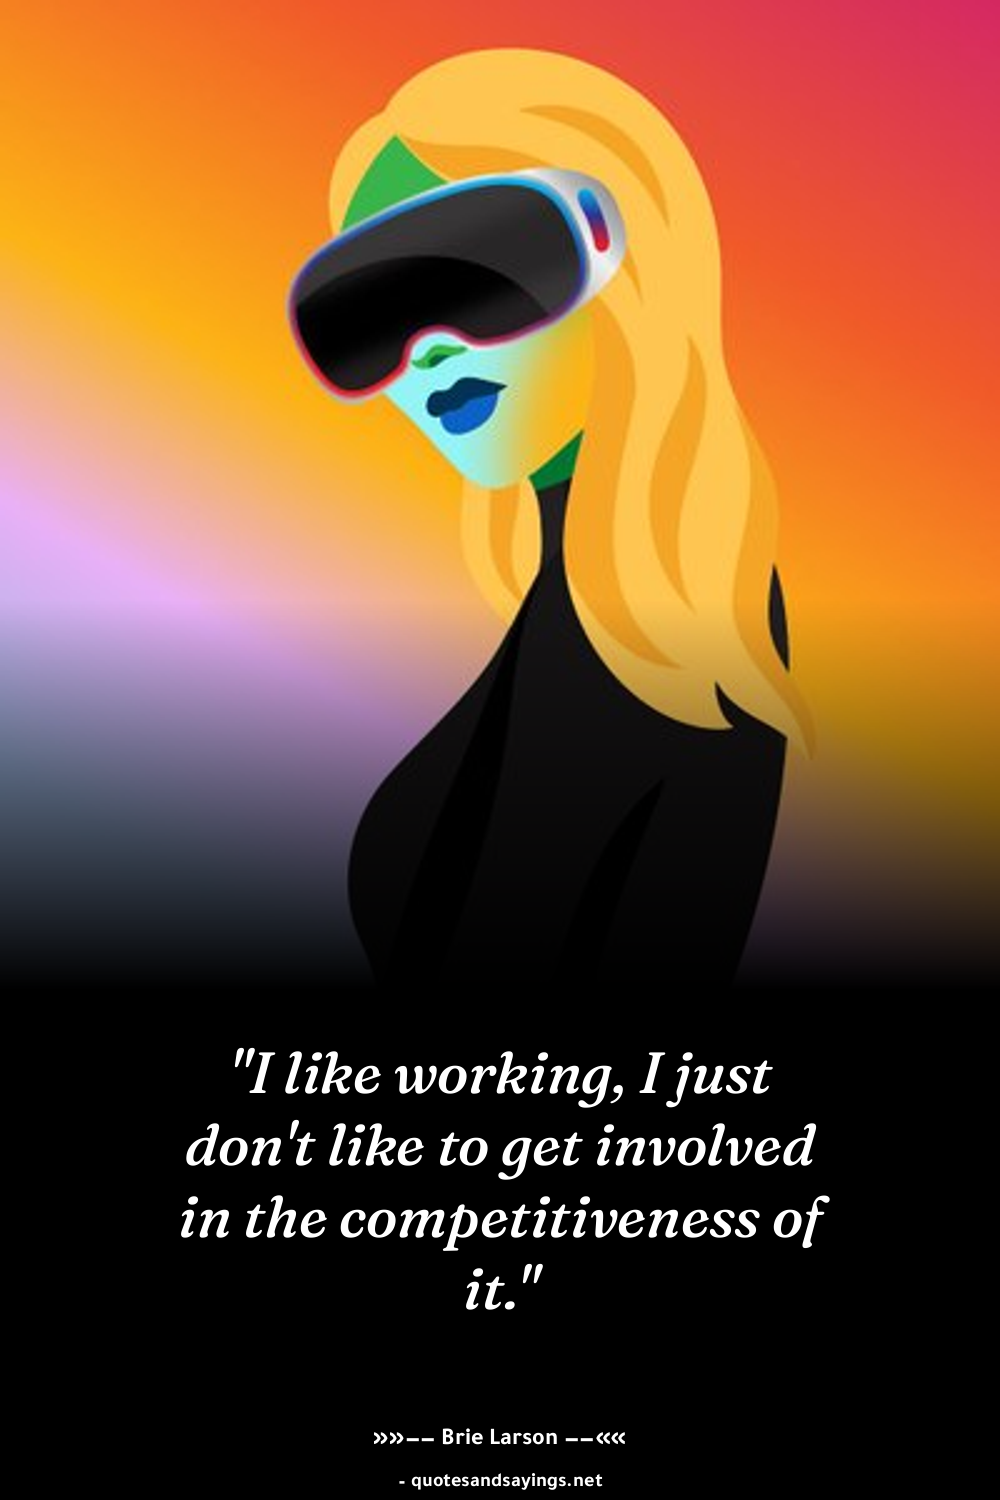 "I like working, I just
don't like to get involved
in the competitiveness of
it."
»»–– Brie Larson ––««
- quotesandsayings.net